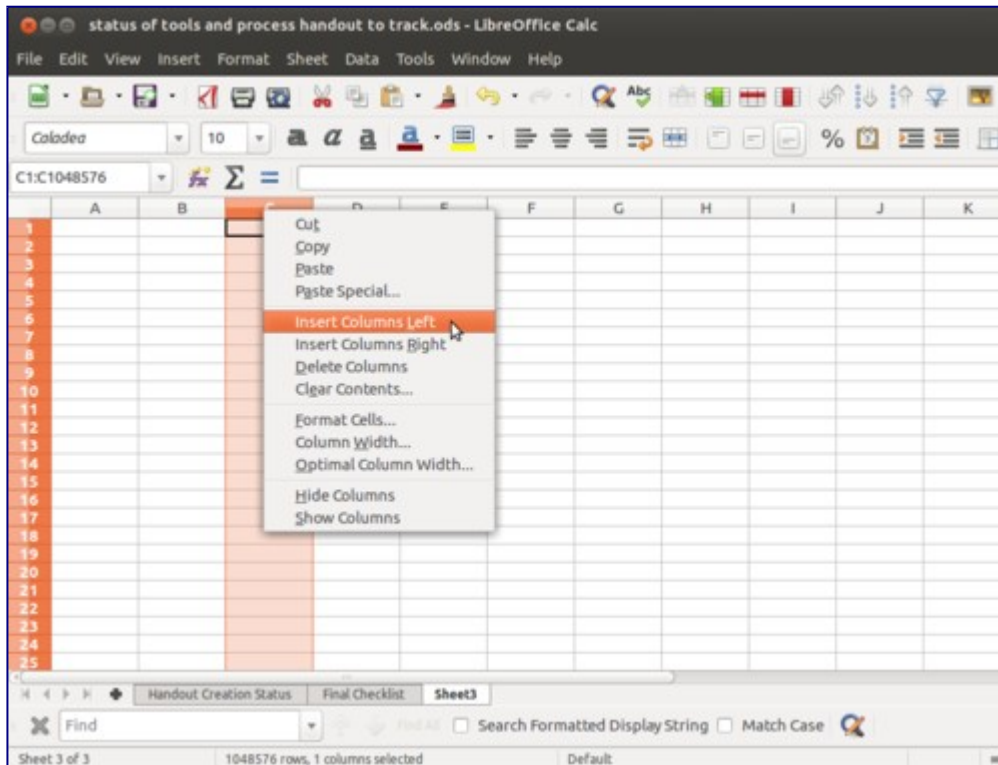 status of tools and process handout to track.ods - LibreOffice Calc
File Edit View Insert Format Sheet Data Tools Window Help
Abc
Caladea 10 a a a a %
C1:C1048576 fx Σ =
A B F G H I J K
1
2
3
4
5
6
7
8
9
10
11
12
13
14
15
16
17
18
19
20
21
22
23
24
25
Cut
Copy
Paste
Paste Special...
Insert Columns Left
Insert Columns Right
Delete Columns
Clear Contents...
Format Cells...
Column Width...
Optimal Column Width...
Hide Columns
Show Columns
Handout Creation Status Final Checklist Sheet3
Find Find All Search Formatted Display String Match Case
Sheet 3 of 3 1048576 rows, 1 columns selected Default